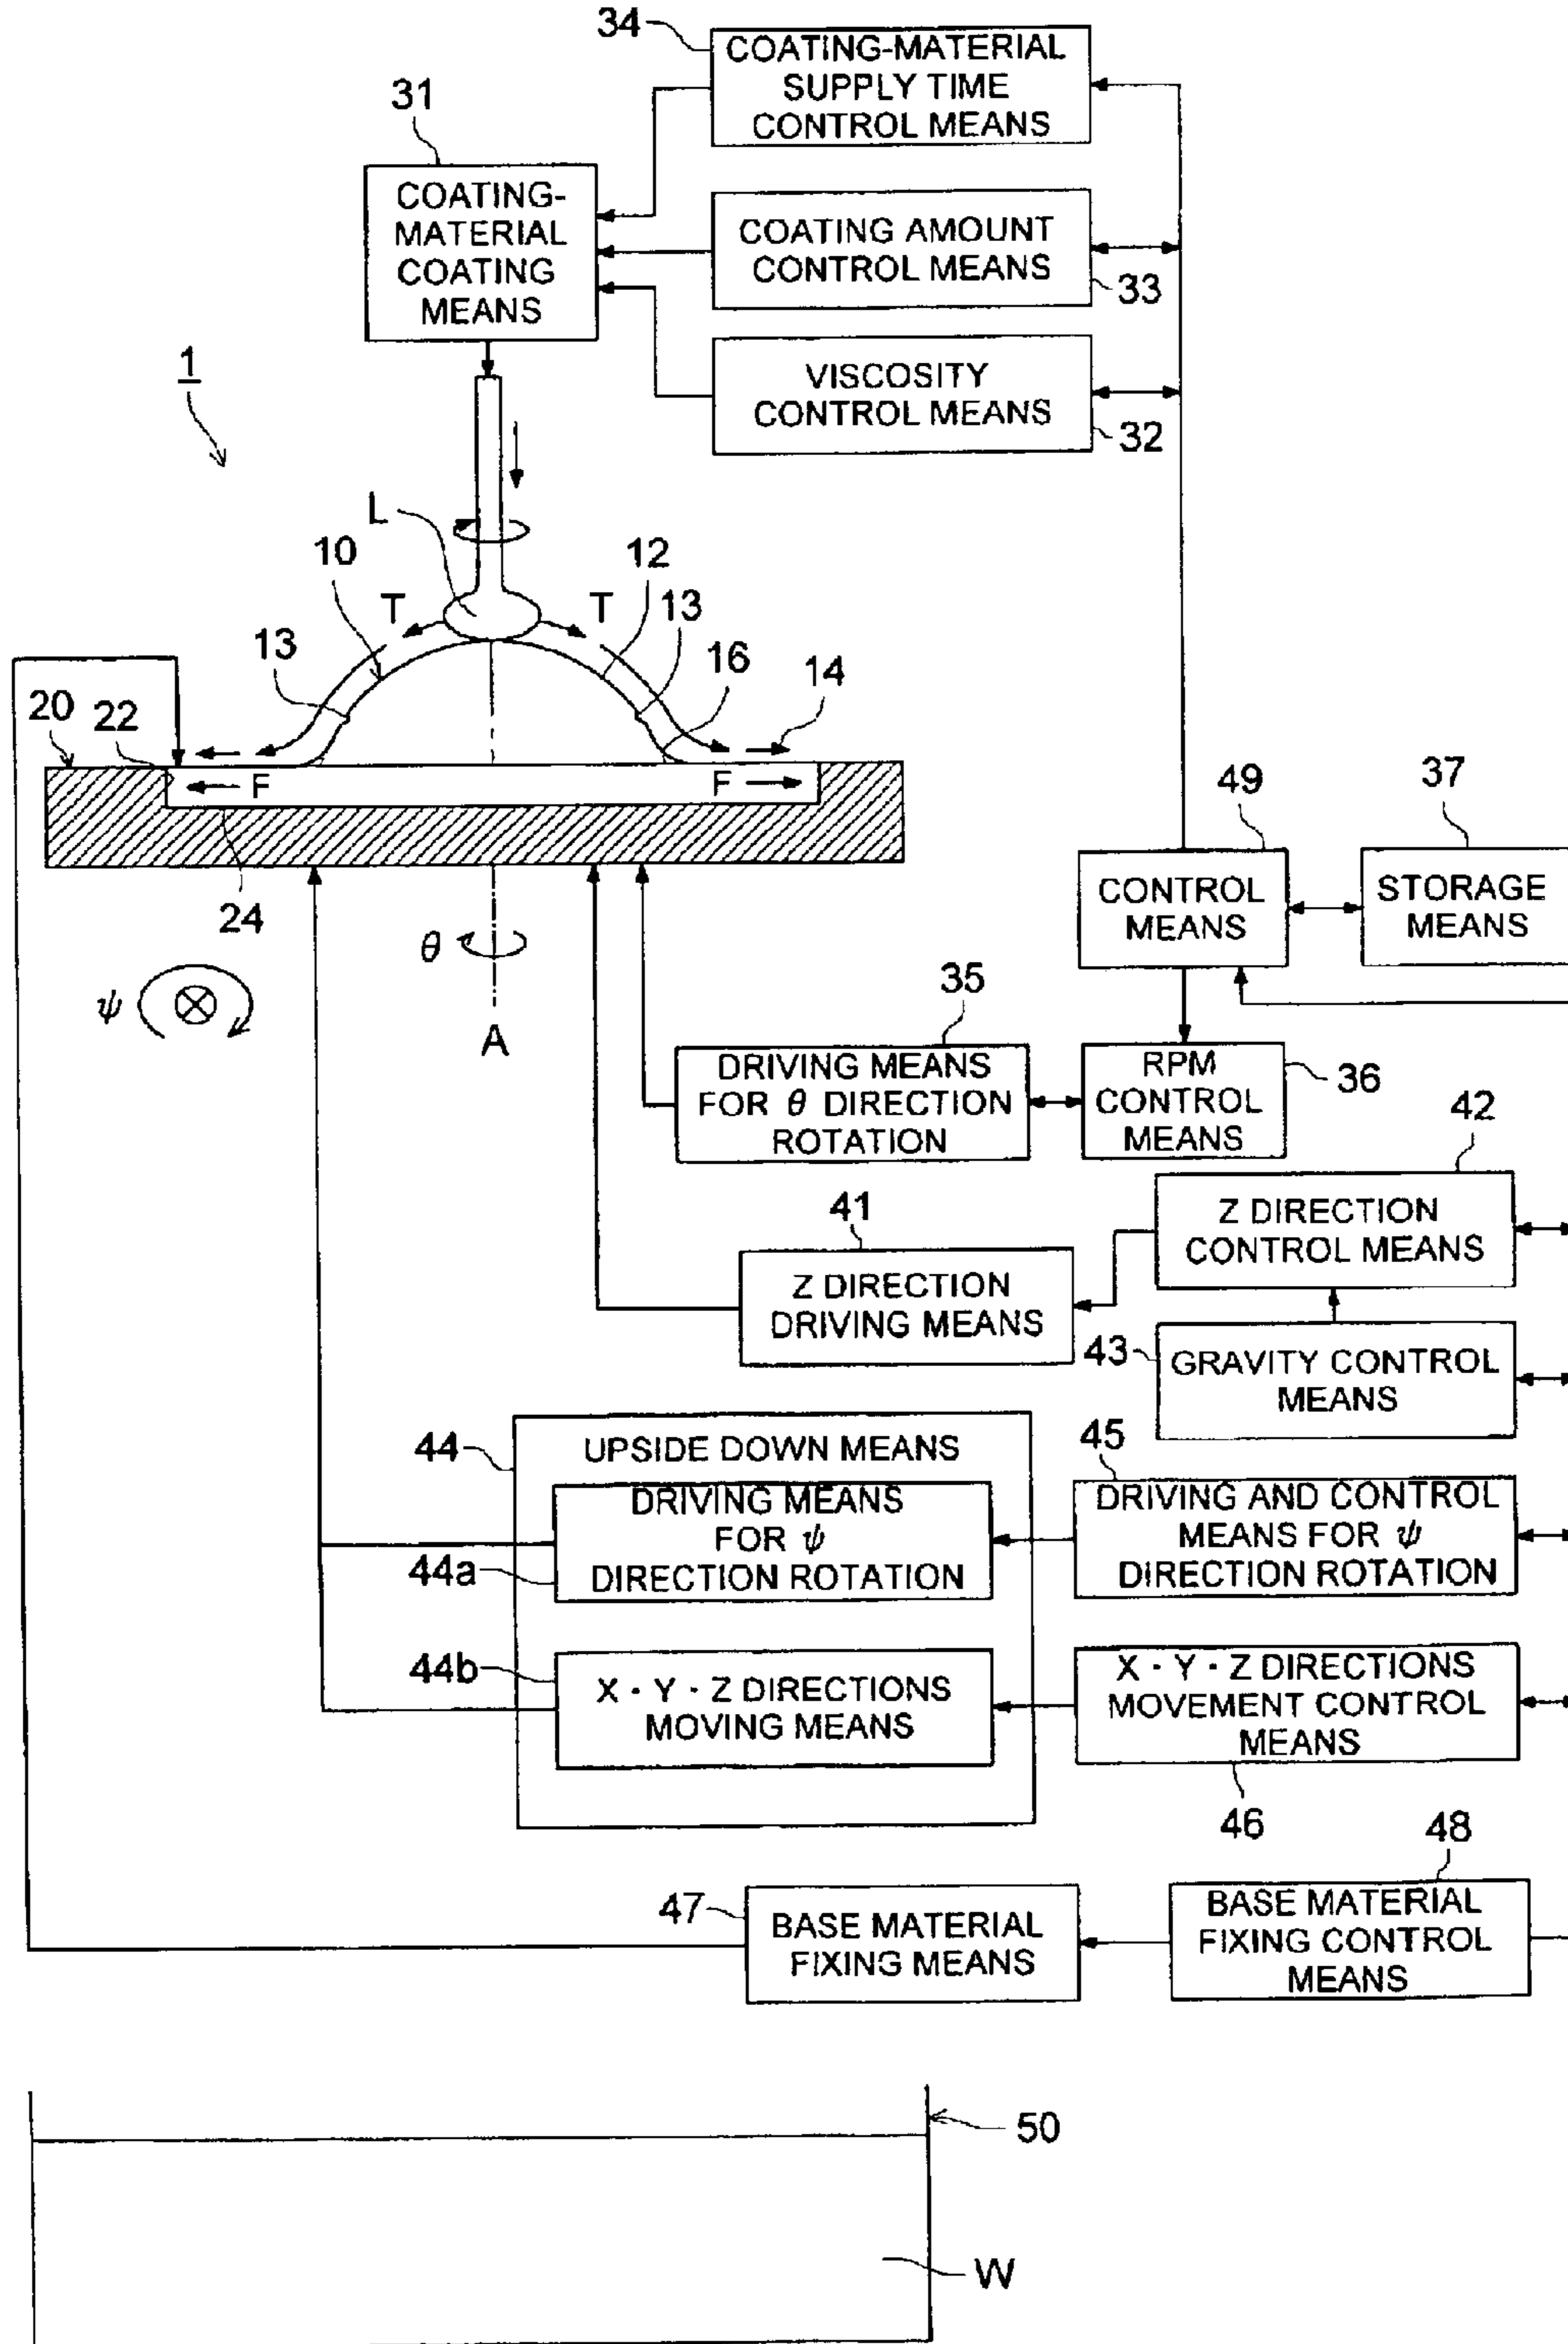 34
COATING-MATERIAL
SUPPLY TIME
CONTROL MEANS
31
COATING-
MATERIAL
COATING
MEANS
COATING AMOUNT
CONTROL MEANS
33
VISCOSITY
CONTROL MEANS
32
1
L
10
12
T
T
13
13
16
14
20
22
F
F
24
θ
ψ
A
49
37
CONTROL
MEANS
STORAGE
MEANS
35
DRIVING MEANS
FOR θ DIRECTION
ROTATION
RPM
CONTROL
MEANS
36
42
Z DIRECTION
CONTROL MEANS
41
Z DIRECTION
DRIVING MEANS
43
GRAVITY CONTROL
MEANS
44
UPSIDE DOWN MEANS
45
DRIVING MEANS
FOR ψ
DIRECTION ROTATION
44a
DRIVING AND CONTROL
MEANS FOR ψ
DIRECTION ROTATION
44b
X · Y · Z DIRECTIONS
MOVING MEANS
X · Y · Z DIRECTIONS
MOVEMENT CONTROL
MEANS
46
48
47
BASE MATERIAL
FIXING MEANS
BASE MATERIAL
FIXING CONTROL
MEANS
50
W